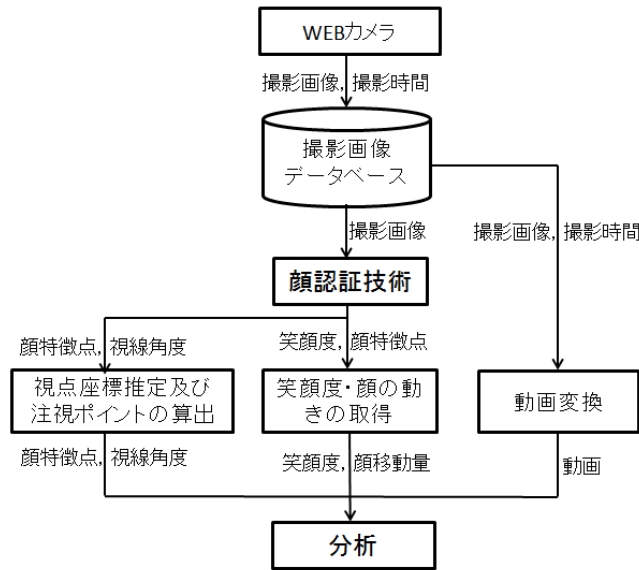 WEBカメラ
撮影画像, 撮影時間
撮影画像
データベース
撮影画像
撮影画像, 撮影時間
顔認証技術
顔特徴点, 視線角度
笑顔度, 顔特徴点
視点座標推定及び
注視ポイントの算出
笑顔度・顔の動
きの取得
動画変換
顔特徴点, 視線角度
笑顔度, 顔移動量
動画
分析